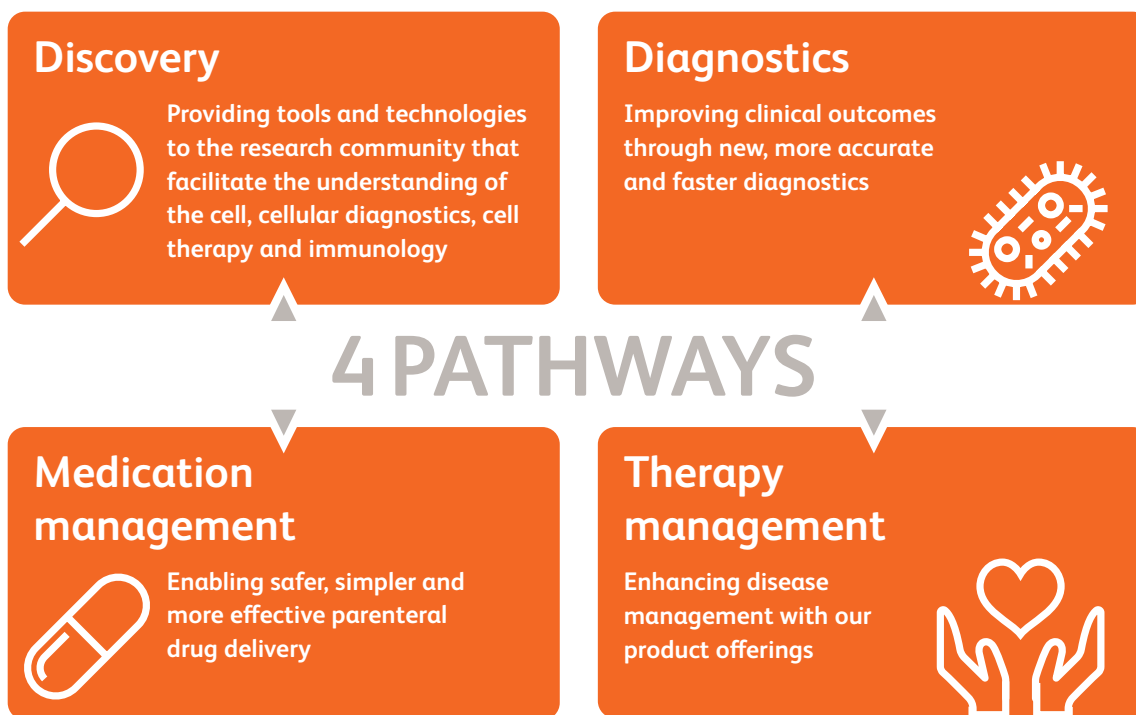 Discovery
Providing tools and technologies
to the research community that
facilitate the understanding of
the cell, cellular diagnostics, cell
therapy and immunology
Diagnostics
Improving clinical outcomes
through new, more accurate
and faster diagnostics
4 PATHWAYS
Medication
management
Enabling safer, simpler and
more effective parenteral
drug delivery
Therapy
management
Enhancing disease
management with our
product offerings